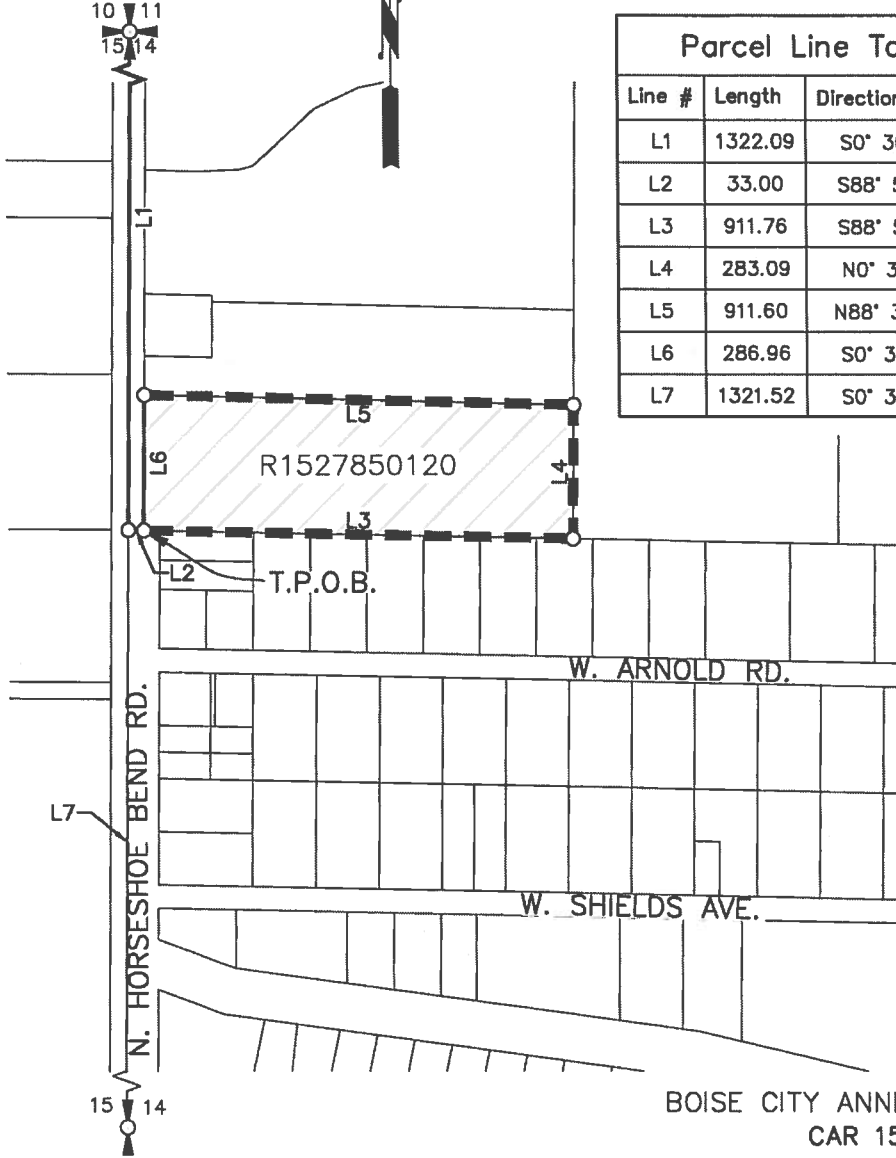 10 11
15 14
Parcel Line Ta
Line # Length Direction
L1 1322.09 S0° 3
L2 33.00 S88°
L3 911.76 S88°
L4 283.09 N0° 3
L5 911.60 N88° 3
L6 286.96 S0° 3
L7 1321.52 S0° 3
L1
L5
L6
R1527850120
L4
L3
L2
T.P.O.B.
W. ARNOLD RD.
N. HORSESHOE BEND RD.
L7
W. SHIELDS AVE.
15 14
BOISE CITY ANN
CAR 15